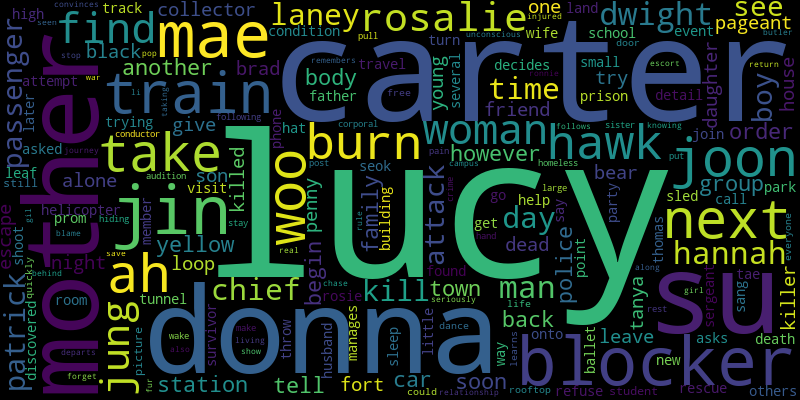 high
track
convinces
collector
find
mae
laney
rosalie
one
land
dwight
see
pageant
passenger
seen
stop
pop
injured
condition
unconscious
door
butler
black
brad
pull
remembers
turn
wife
school
event
another
travel
decides
small
boy
house
attempt
war
train
carter
body
young
several
time
try
prison
daughter
return
later
li
taking
father
free
friend
detail
escort
trying
give
phone
following
hat
corporal
follows
sister
knowing
join
order
asked
conductor
burn
woman
hawk
joon
mother
journey
take
killed
woo
pain
however
campus
homeless
put
still
leaf
audition
son
post
seok
attack
bear
group
park
alone
visit
penny
family
building
crime
go
large
help
party
say
sled
call
escape
helicopter
jin
lucy
get
day
next
everyone
prom
hiding
member
stay
hand
point
thomas
gil
blame
yellow
real
rule
dead
police
hannah
shoot
night
ah
loop
begin
found
su
tae
killer
behind
save
chief
rosie
kill
town
man
tanya
sergeant
sang
girl
patrick
discovered
quickly
room
tunnel
chase
seriously
life
back
along
rest
departs
jung
picture
survivor
throw
make
living
show
husband
manages
little
dance
way
learns
onto
leave
asks
death
wake
also
donna
sleep
blocker
new
forget
fur
station
tell
fort
car
could
soon
relationship
rooftop
ballet
refuse
student
rescue
others